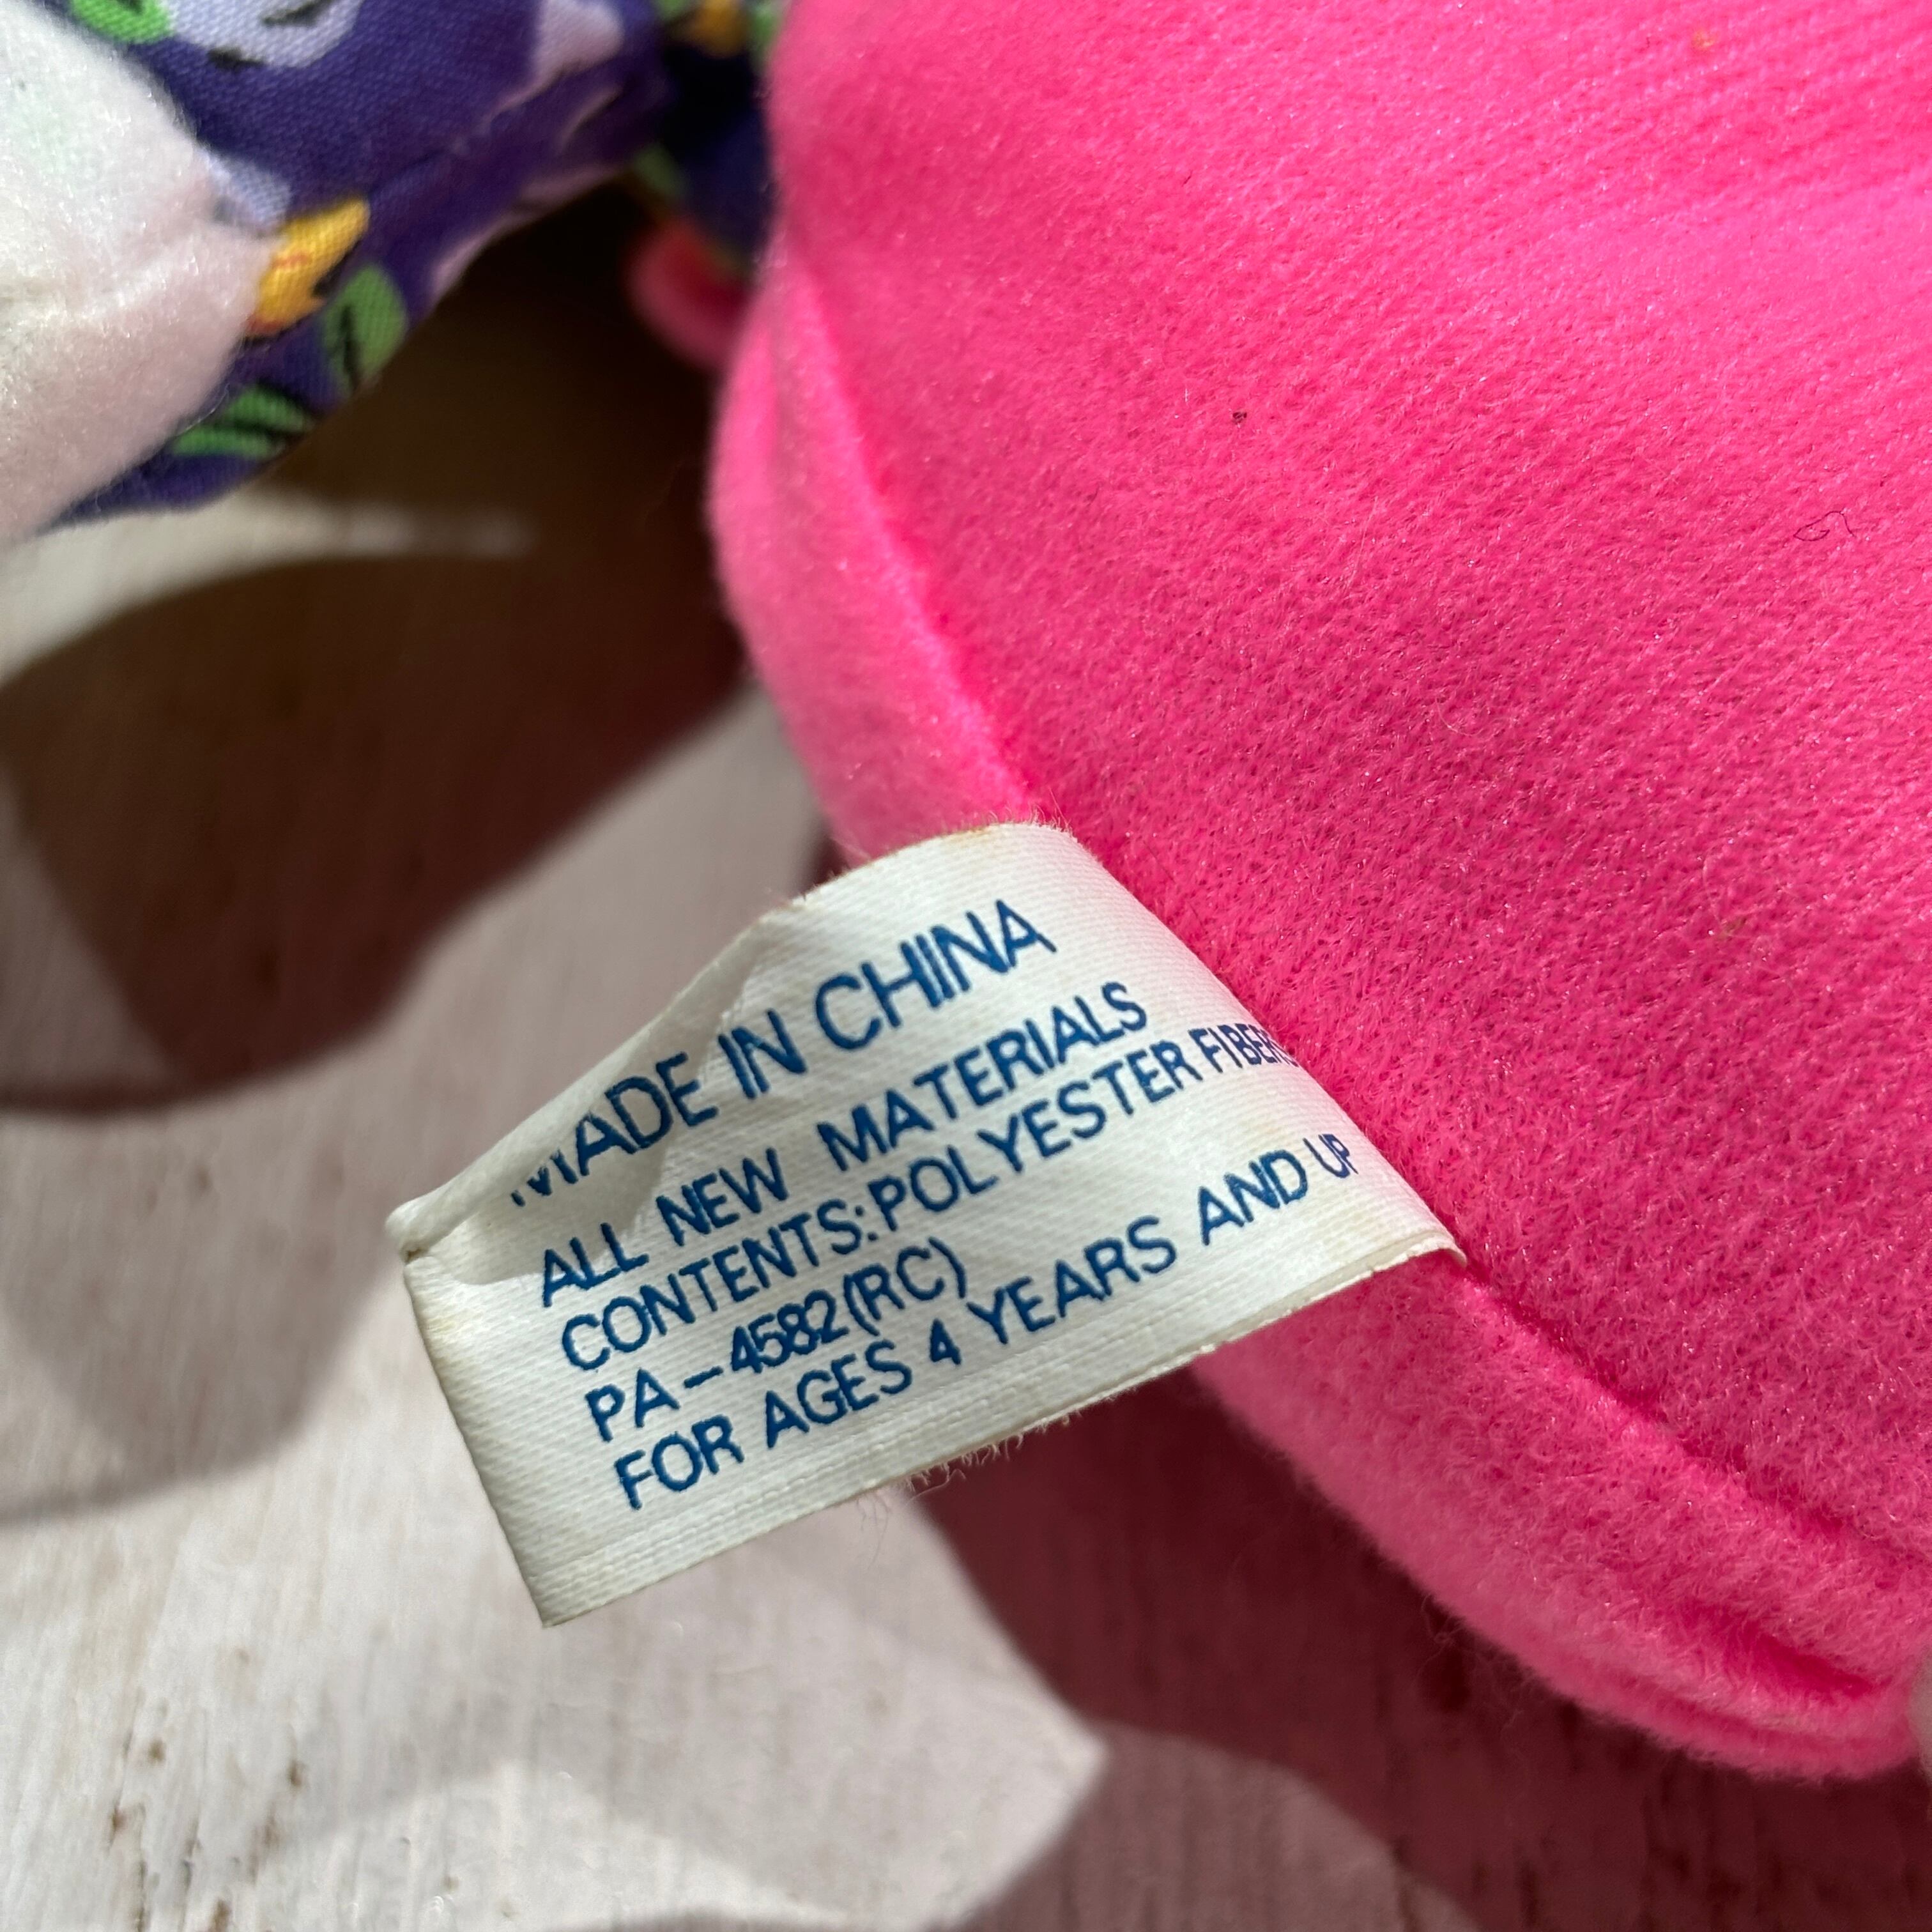 MADE IN CHINA
ALL NEW MATERIALS
CONTENTS: POLYESTER FIBERS
PA-4582(RC)
FOR AGES 4 YEARS AND UP